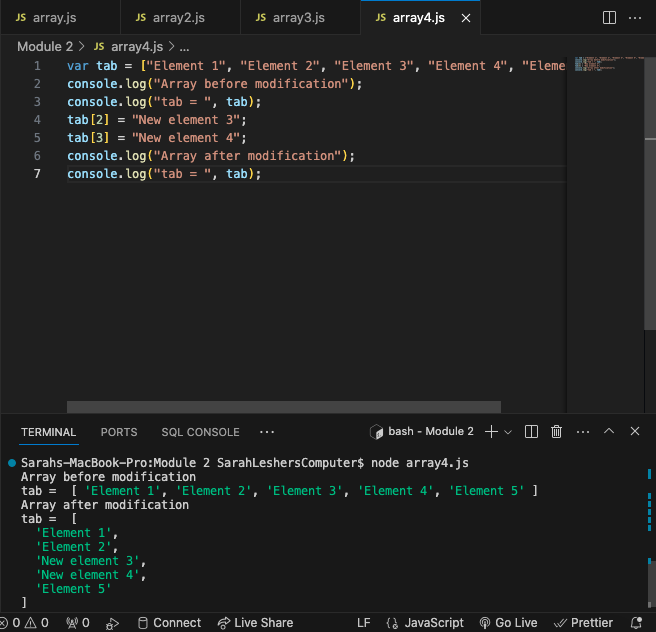 JS array.js JS array2.js JS array3.js JS array4.js
Module 2 > JS array4.js > ...
1 var tab = ["Element 1", "Element 2", "Element 3", "Element 4", "Eleme
2 console.log("Array before modification");
3 console.log("tab = ", tab);
4 tab[2] = "New element 3";
5 tab[3] = "New element 4";
6 console.log("Array after modification");
7 console.log("tab = ", tab);
TERMINAL PORTS SQL CONSOLE ... bash - Module 2
Sarahs-MacBook-Pro:Module 2 SarahLeshersComputer$ node array4.js
Array before modification
tab =  [ 'Element 1', 'Element 2', 'Element 3', 'Element 4', 'Element 5' ]
Array after modification
tab =  [
  'Element 1',
  'Element 2',
  'New element 3',
  'New element 4',
  'Element 5'
]
0 0 0 Connect Live Share LF {} JavaScript Go Live Prettier